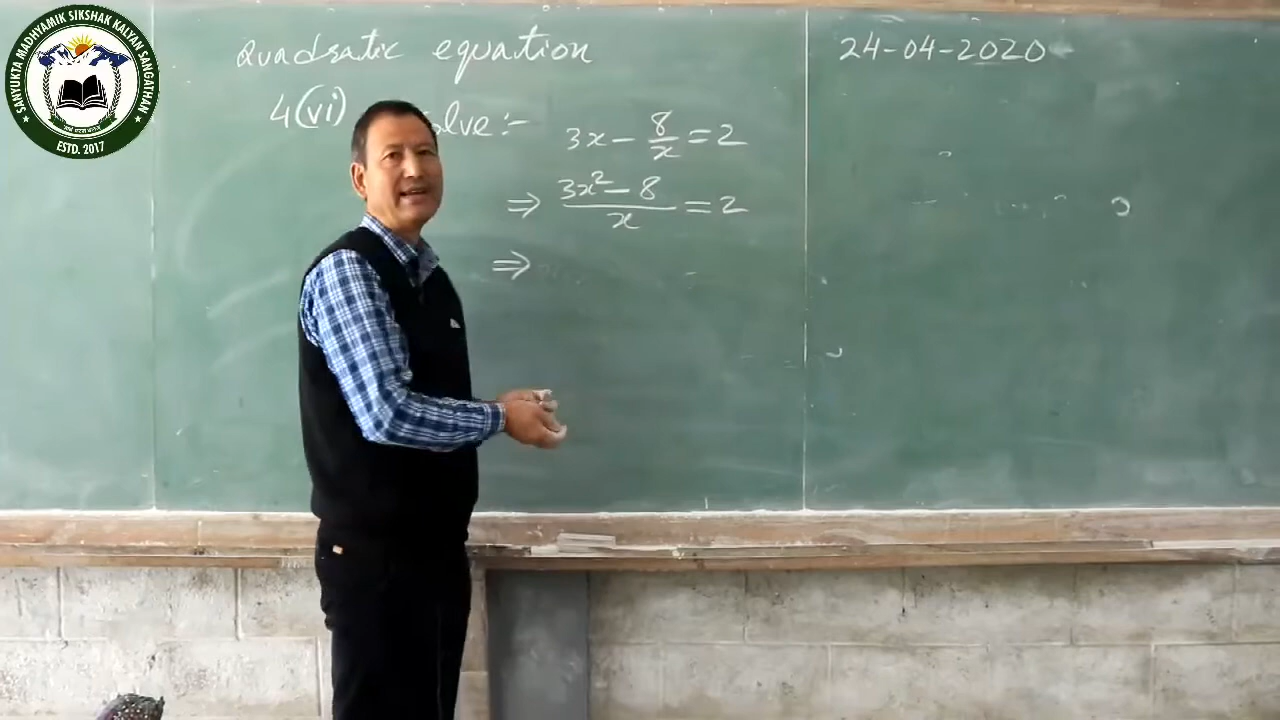 SANYUKTA MADHYAMIK SIKSHAK KALYAN SANGATHAN
ESTD. 2017
Quadratic equation
24-04-2020
4(vi) olve :-
3x - 8/x = 2
⇒ (3x² - 8)/x = 2
⇒